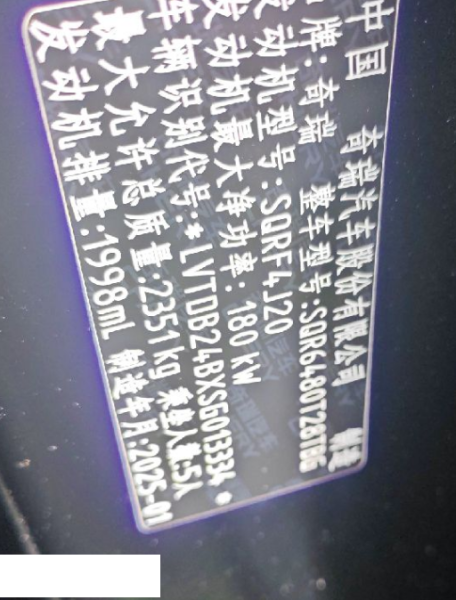 中国 奇瑞汽车股份有限公司 制造
品牌:奇瑞 整车型号:SQR6480T28TBG
发动机型号:SQRF4J20
发动机最大净功率:180 kW
车辆识别代号:*LVTDB24BXSG013334*
最大允许总质量:2351kg 乘坐人数:5人
发动机排量:1998mL 制造年月:2025-01